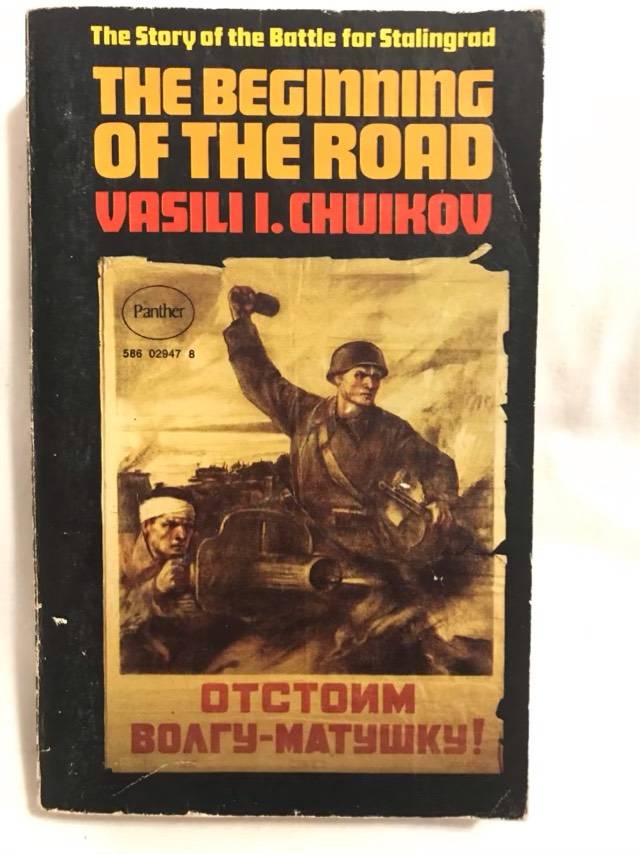 The Story of the Battle for Stalingrad
THE BEGINNING
OF THE ROAD
VASILI I. CHUIKOV
Panther
586 02947 8
ОТСТОИМ
ВОЛГУ-МАТУШКУ!